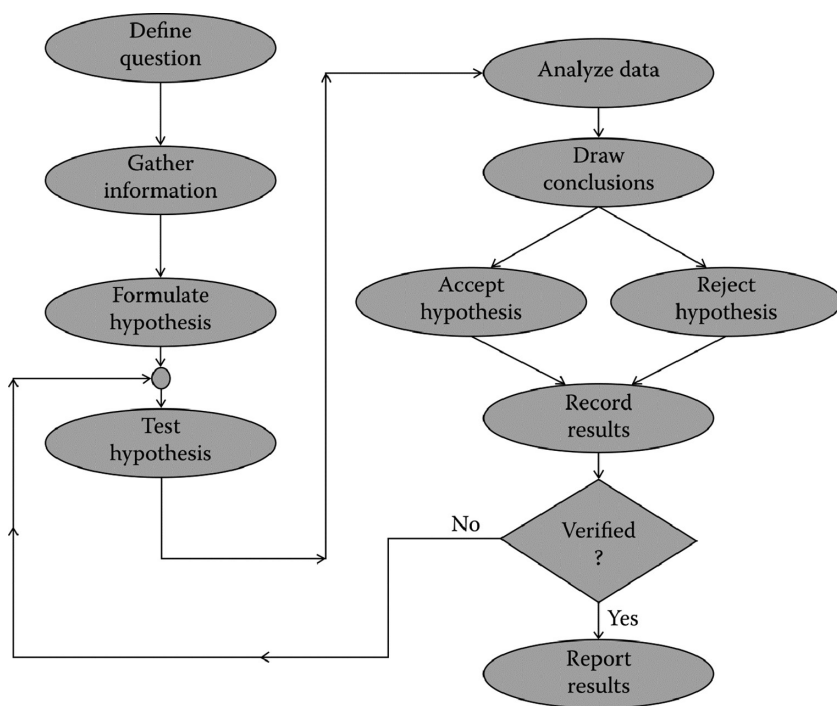 Define
question
Gather
information
Formulate
hypothesis
Test
hypothesis
Analyze data
Draw
conclusions
Accept
hypothesis
Reject
hypothesis
Record
results
Verified
?
No
Yes
Report
results